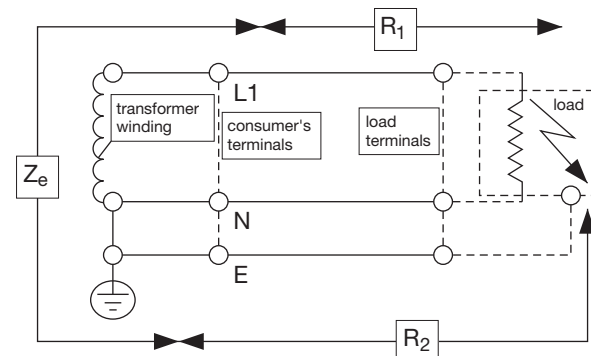 R1
L1
transformer
winding
consumer's
terminals
load
terminals
load
Ze
N
E
R2